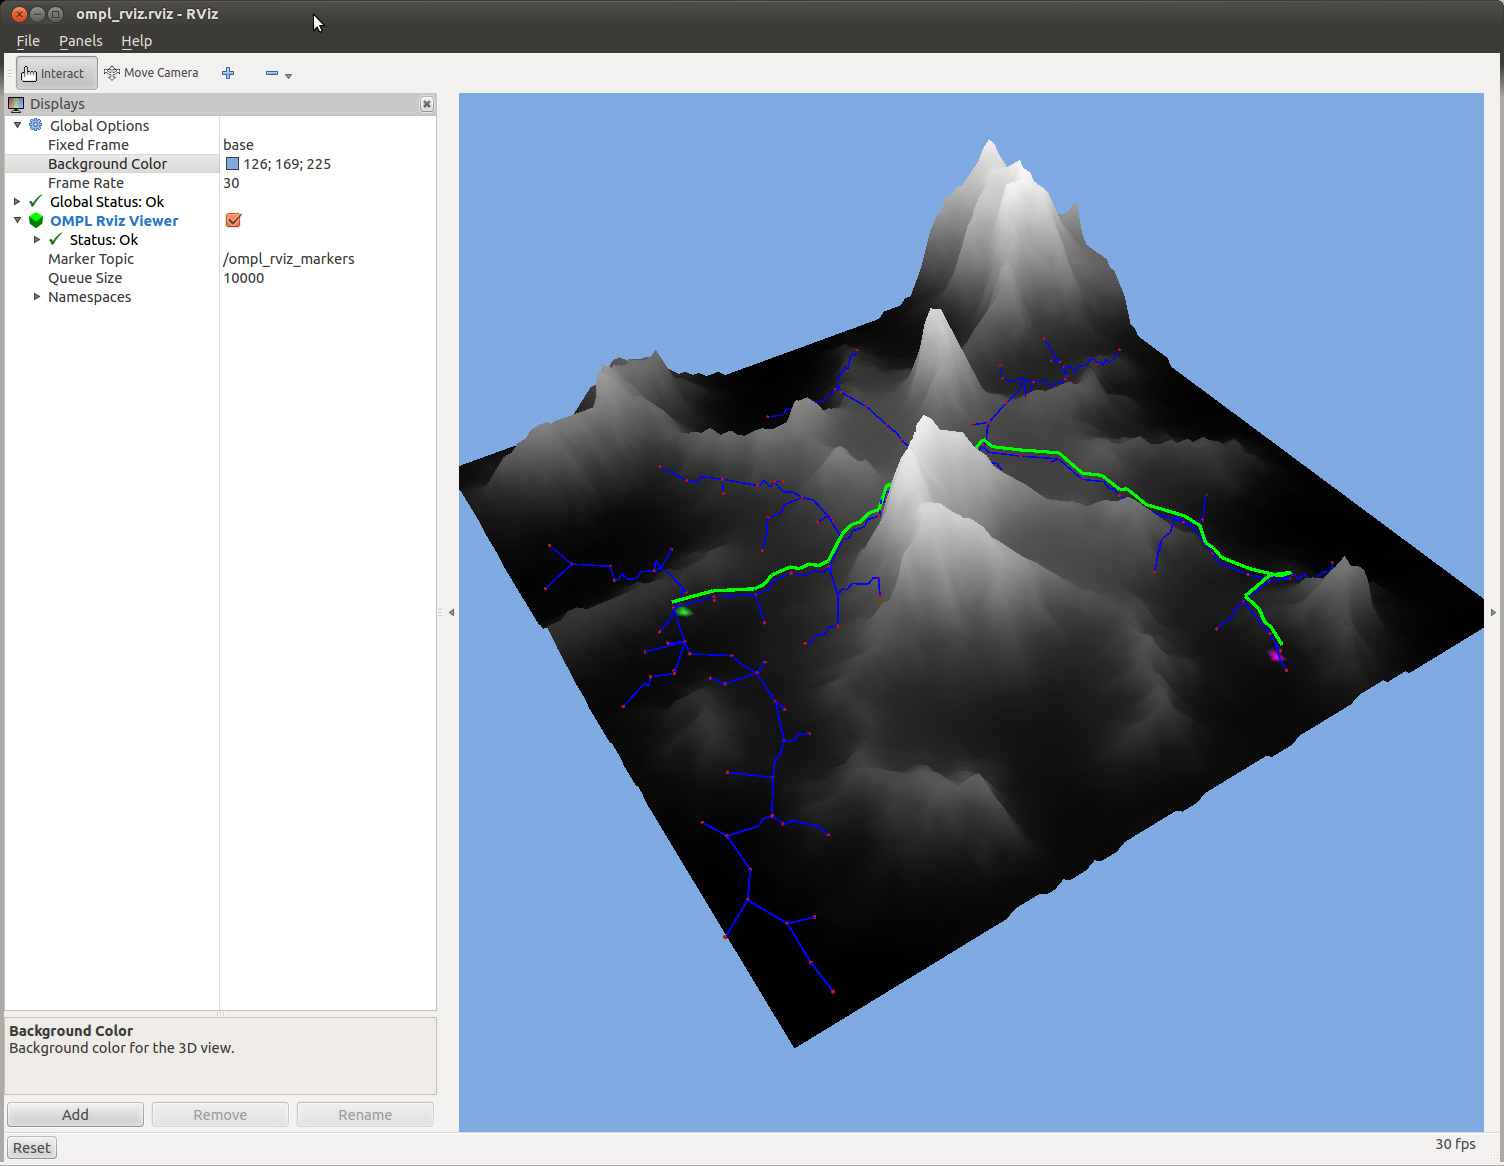 ompl_rviz.rviz - RViz
File Panels Help
Interact Move Camera
Displays
Global Options
Fixed Frame base
Background Color 126; 169; 225
Frame Rate 30
Global Status: Ok
OMPL Rviz Viewer
Status: Ok
Marker Topic /ompl_rviz_markers
Queue Size 10000
Namespaces
Background Color
Background color for the 3D view.
Add Remove Rename
Reset 30 fps